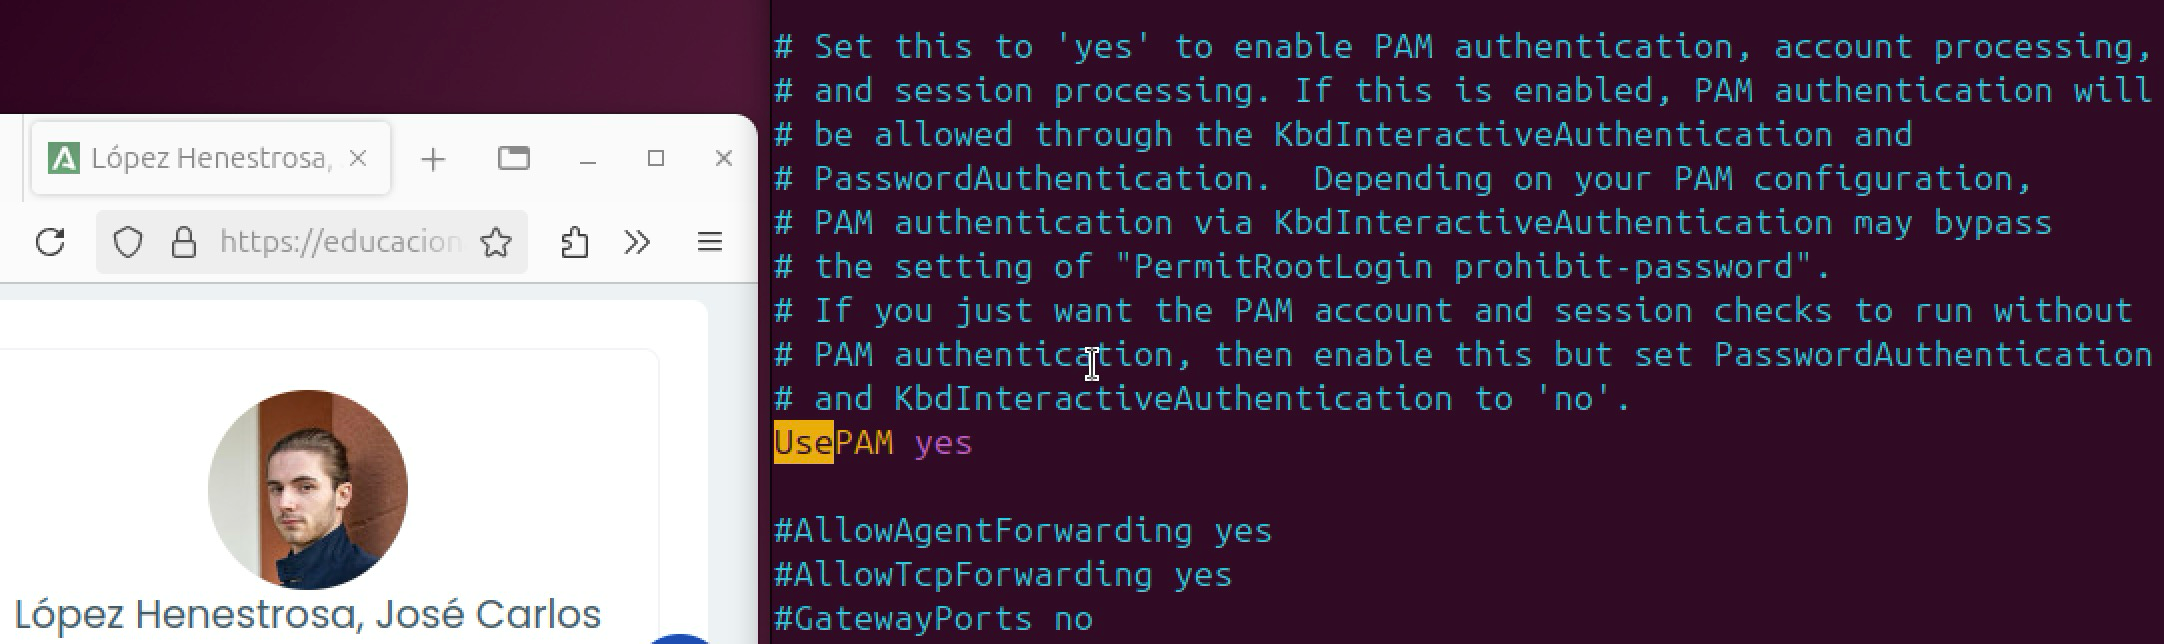 López Henestrosa,
https://educacion
López Henestrosa, José Carlos
# Set this to 'yes' to enable PAM authentication, account processing,
# and session processing. If this is enabled, PAM authentication will
# be allowed through the KbdInteractiveAuthentication and
# PasswordAuthentication.  Depending on your PAM configuration,
# PAM authentication via KbdInteractiveAuthentication may bypass
# the setting of "PermitRootLogin prohibit-password".
# If you just want the PAM account and session checks to run without
# PAM authentication, then enable this but set PasswordAuthentication
# and KbdInteractiveAuthentication to 'no'.
UsePAM yes
#AllowAgentForwarding yes
#AllowTcpForwarding yes
#GatewayPorts no